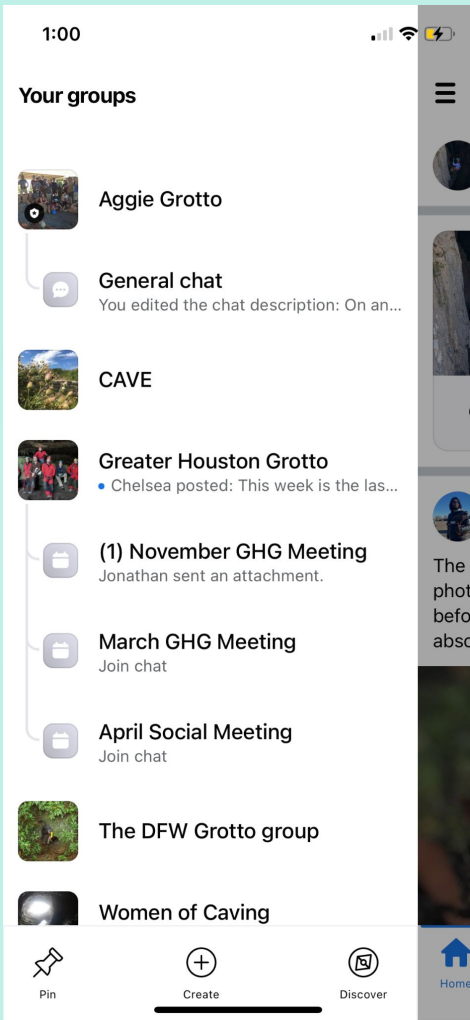 1:00
Your groups
Aggie Grotto
General chat
You edited the chat description: On an...
CAVE
Greater Houston Grotto
• Chelsea posted: This week is the las...
(1) November GHG Meeting
Jonathan sent an attachment.
March GHG Meeting
Join chat
April Social Meeting
Join chat
The DFW Grotto group
Women of Caving
Pin
Create
Discover
The
phot
befo
abso
Home